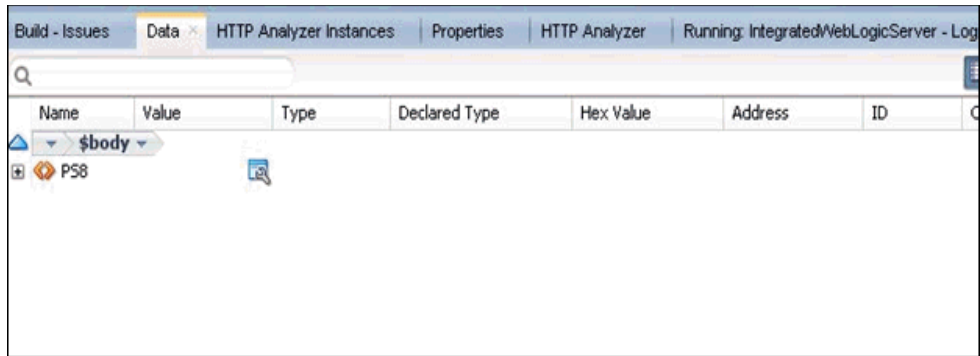 Build - Issues Data HTTP Analyzer Instances Properties HTTP Analyzer Running: IntegratedWebLogicServer - Log
Name Value Type Declared Type Hex Value Address ID
$body
PS8